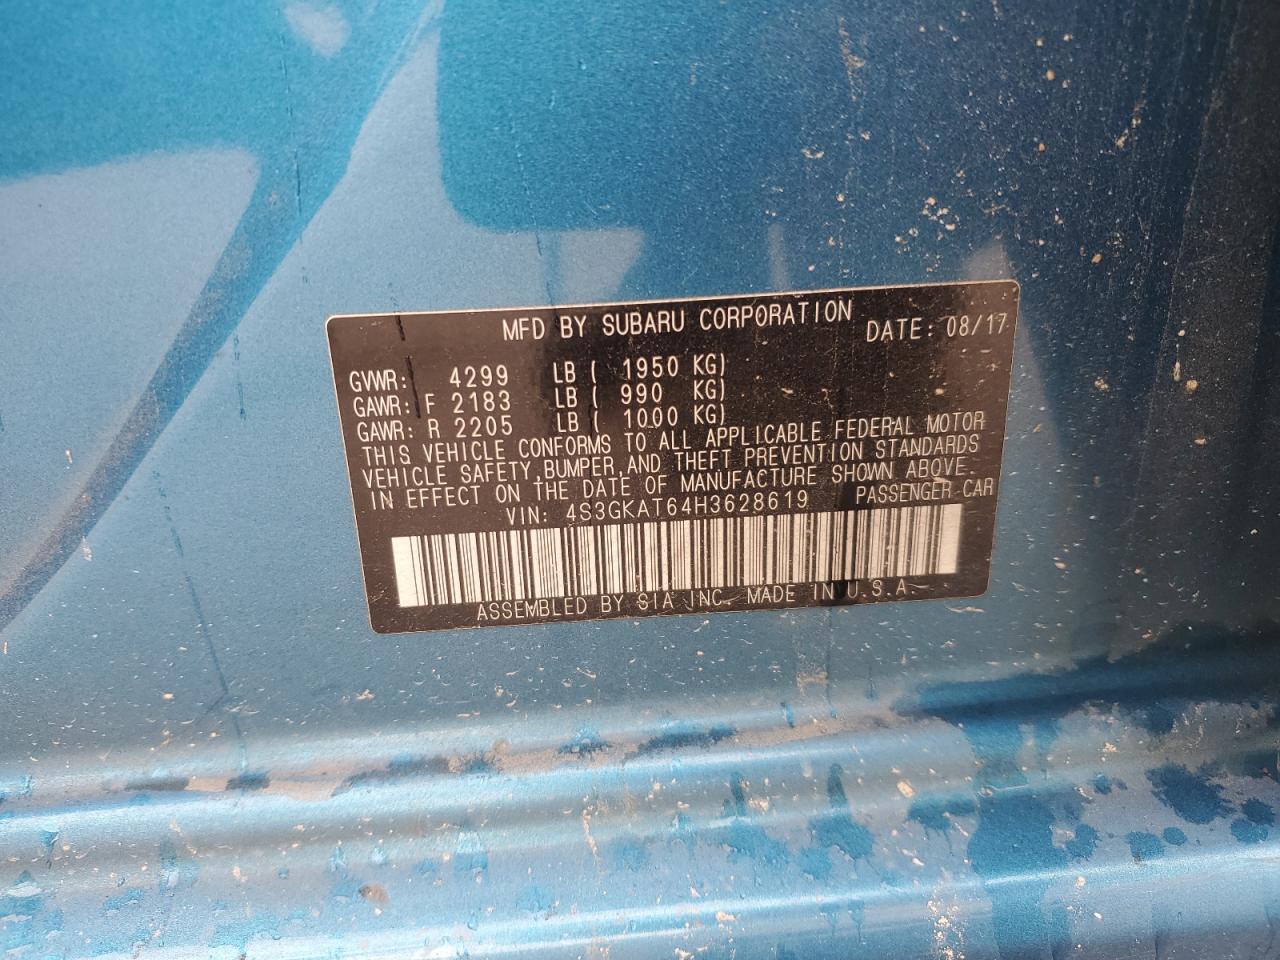 MFD BY SUBARU CORPORATION DATE: 08/17
GVWR: 4299 LB ( 1950 KG)
GAWR: F 2183 LB ( 990 KG)
GAWR: R 2205 LB ( 1000 KG)
THIS VEHICLE CONFORMS TO ALL APPLICABLE FEDERAL MOTOR
VEHICLE SAFETY, BUMPER, AND THEFT PREVENTION STANDARDS
IN EFFECT ON THE DATE OF MANUFACTURE SHOWN ABOVE.
VIN: 4S3GKAT64H3628619 PASSENGER CAR
ASSEMBLED BY SIA INC. MADE IN U.S.A.